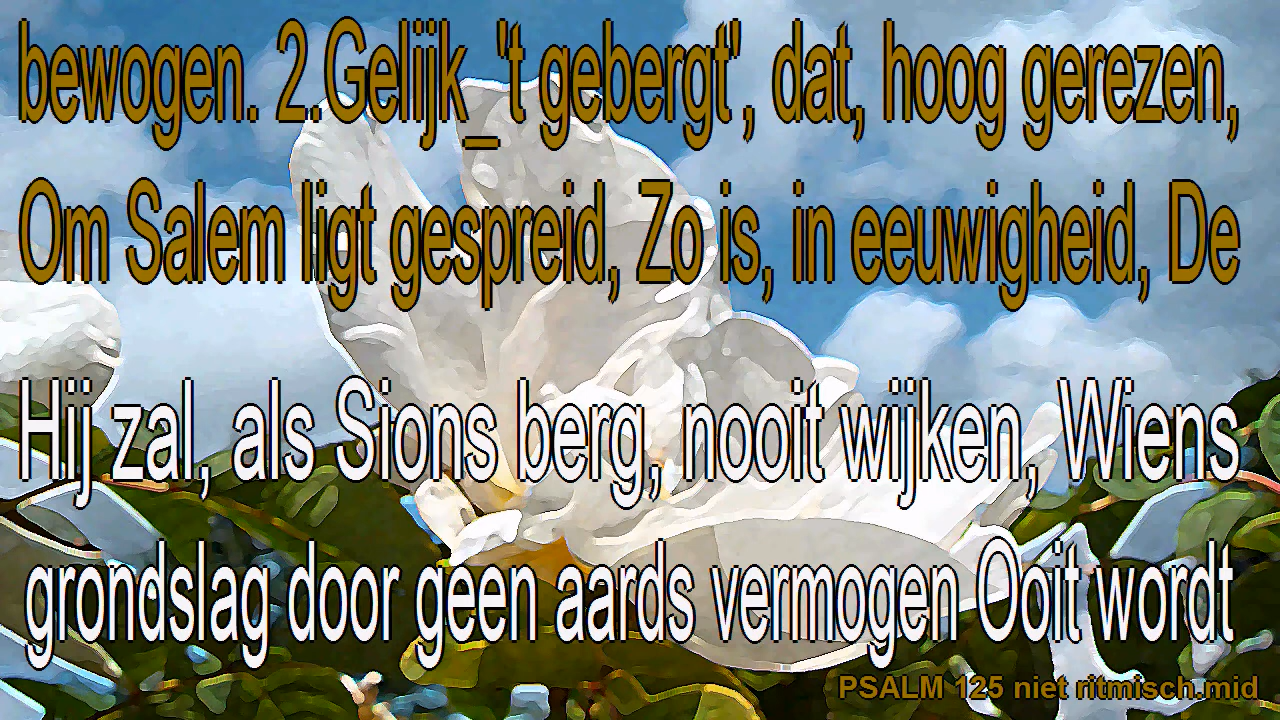 bewogen. 2.Gelijk_'t gebergt', dat, hoog gerezen,
Om Salem ligt gespreid, Zo is, in eeuwigheid, De
Hij zal, als Sions berg, nooit wijken, Wiens
grondslag door geen aards vermogen Ooit wordt
PSALM 125 niet ritmisch.mid